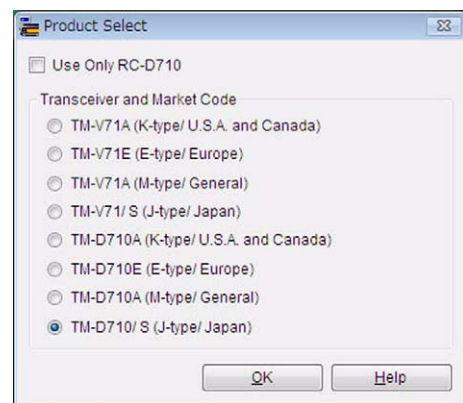 Product Select
Use Only RC-D710
Transceiver and Market Code
TM-V71A (K-type/ U.S.A. and Canada)
TM-V71E (E-type/ Europe)
TM-V71A (M-type/ General)
TM-V71/ S (J-type/ Japan)
TM-D710A (K-type/ U.S.A. and Canada)
TM-D710E (E-type/ Europe)
TM-D710A (M-type/ General)
TM-D710/ S (J-type/ Japan)
OK Help